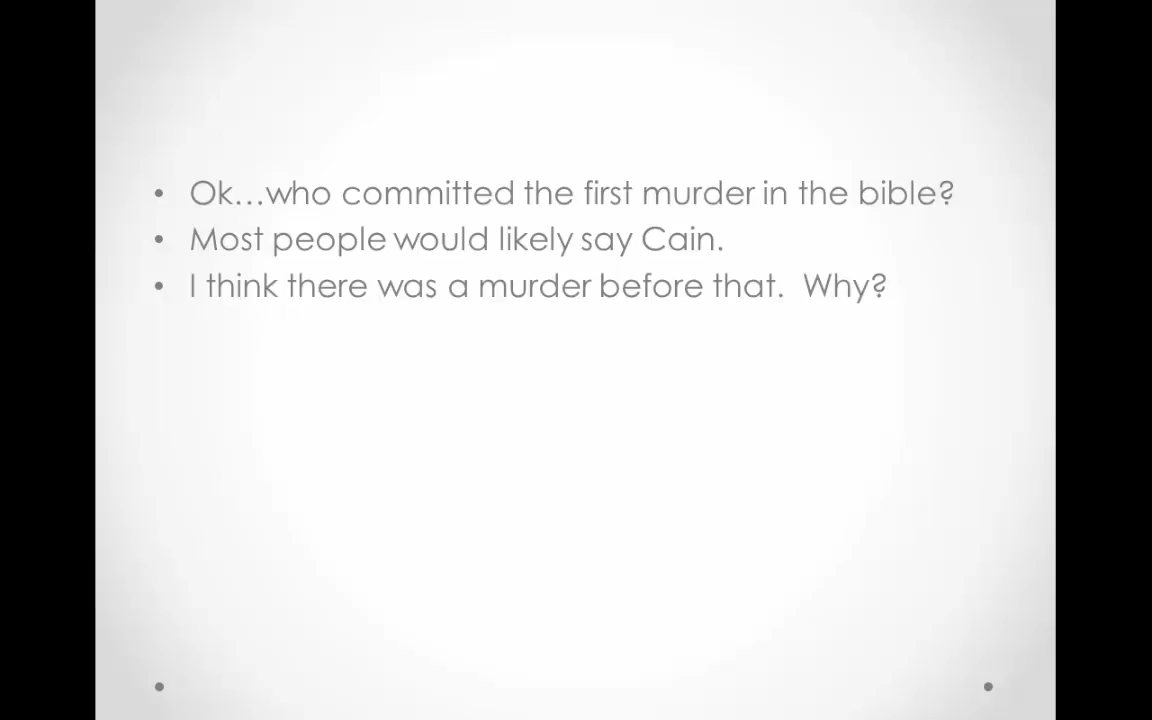 • Ok…who committed the first murder in the bible?
• Most people would likely say Cain.
• I think there was a murder before that.  Why?